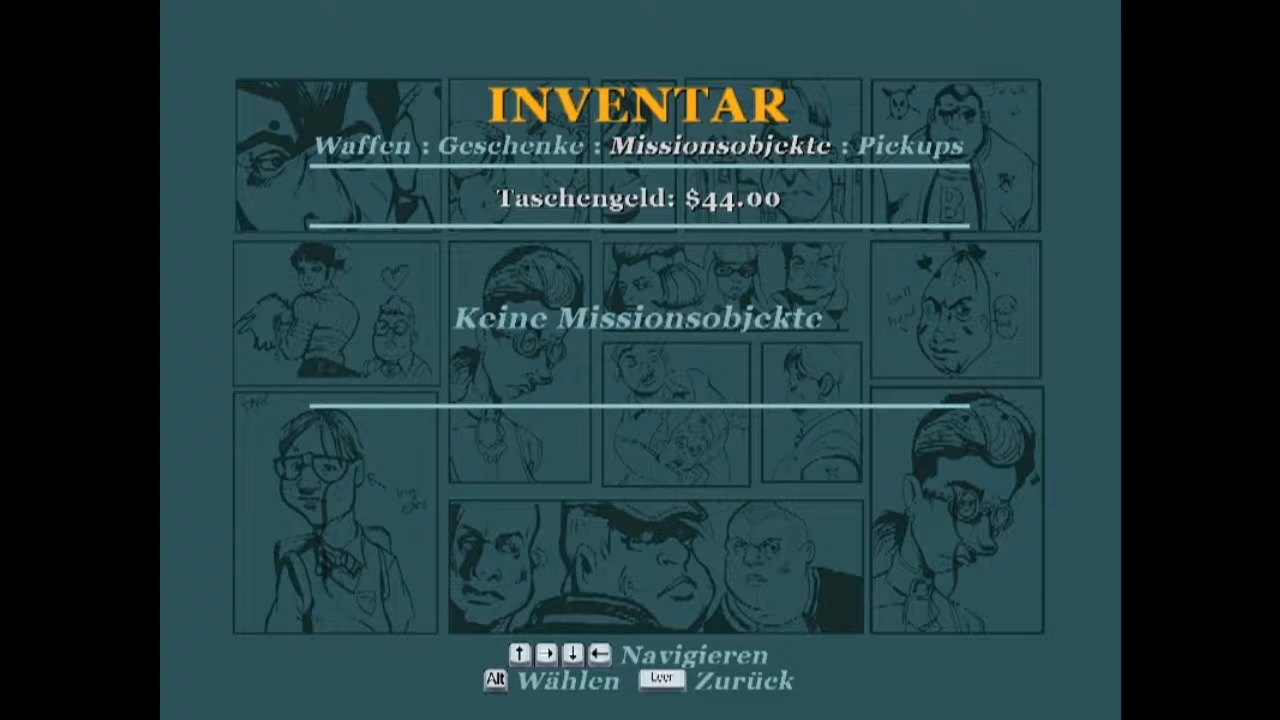 INVENTAR
Waffen : Geschenke : Missionsobjekte : Pickups
Taschengeld: $44.00
Keine Missionsobjekte
B
↑ → ↓ ← Navigieren
Alt Wählen Leer Zurück